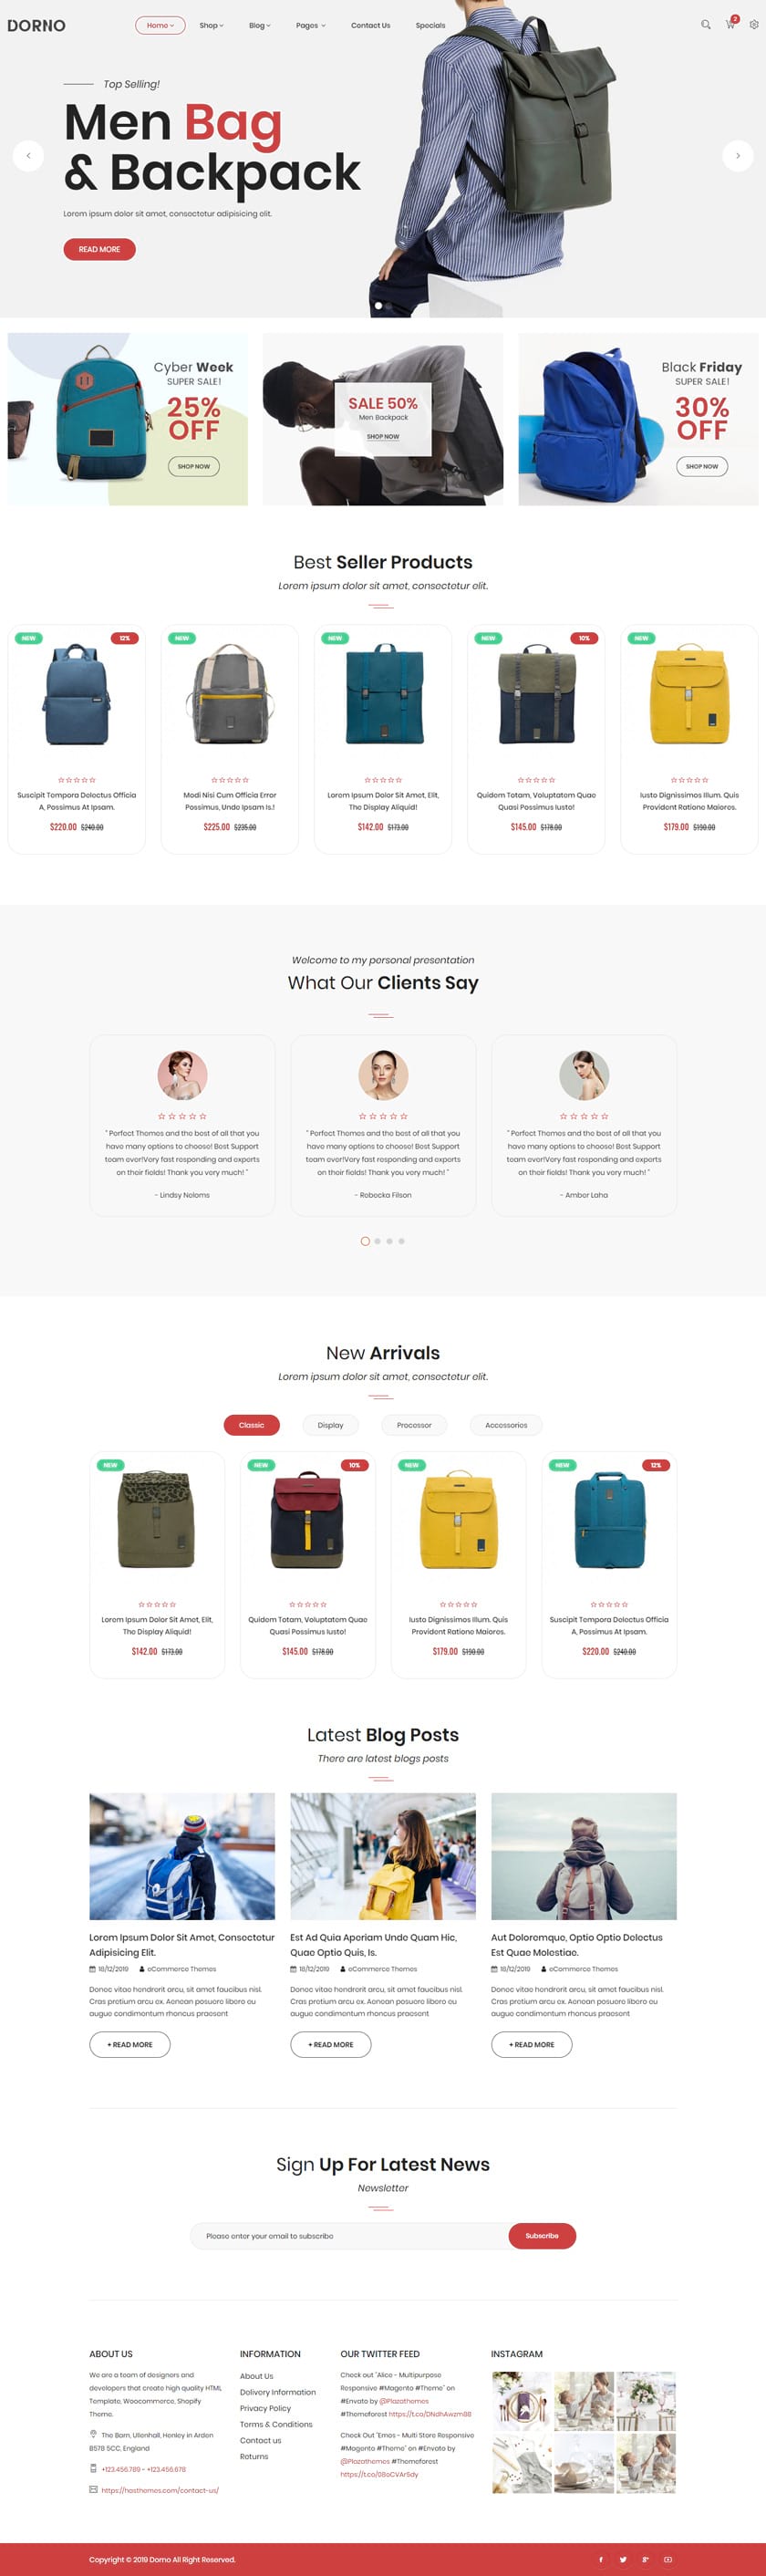 DORNO
Home Shop Blog Pages Contact Us Specials
2
Top Selling!
Men Bag
& Backpack
Lorem ipsum dolor sit amet, consectetur adipisicing elit.
READ MORE
Cyber Week
SUPER SALE!
25%
OFF
SHOP NOW
SALE 50%
Men Backpack
SHOP NOW
Black Friday
SUPER SALE!
30%
OFF
SHOP NOW
Best Seller Products
Lorem ipsum dolor sit amet, consectetur elit.
NEW 12%
Suscipit Tempora Delectus Officia
A, Possimus At Ipsam.
$220.00 $240.00
NEW
Modi Nisi Cum Officia Error
Possimus, Unde Ipsam Is.!
$225.00 $235.00
NEW
Lorem Ipsum Dolor Sit Amet, Elit,
The Display Aliquid!
$142.00 $173.00
NEW 10%
Quidem Totam, Voluptatem Quae
Quasi Possimus Iusto!
$145.00 $178.00
NEW
Iusto Dignissimos Illum. Quis
Provident Ratione Maiores.
$179.00 $190.00
Welcome to my personal presentation
What Our Clients Say
" Perfect Themes and the best of all that you
have many options to choose! Best Support
team ever!Very fast responding and experts
on their fields! Thank you very much! "
- Lindsy Neloms
" Perfect Themes and the best of all that you
have many options to choose! Best Support
team ever!Very fast responding and experts
on their fields! Thank you very much! "
- Rebecka Filson
" Perfect Themes and the best of all that you
have many options to choose! Best Support
team ever!Very fast responding and experts
on their fields! Thank you very much! "
- Amber Laha
New Arrivals
Lorem ipsum dolor sit amet, consectetur elit.
Classic Display Processor Accessories
NEW
Lorem Ipsum Dolor Sit Amet, Elit,
The Display Aliquid!
$142.00 $173.00
NEW 10%
Quidem Totam, Voluptatem Quae
Quasi Possimus Iusto!
$145.00 $178.00
NEW
Iusto Dignissimos Illum. Quis
Provident Ratione Maiores.
$179.00 $190.00
NEW 12%
Suscipit Tempora Delectus Officia
A, Possimus At Ipsam.
$220.00 $240.00
Latest Blog Posts
There are latest blogs posts
Lorem Ipsum Dolor Sit Amet, Consectetur
Adipisicing Elit.
18/12/2019 eCommerce Themes
Donec vitae hendrerit arcu, sit amet faucibus nisl.
Cras pretium arcu ex. Aenean posuere libero eu
augue condimentum rhoncus praesent
+ READ MORE
Est Ad Quia Aperiam Unde Quam Hic,
Quae Optio Quis, Is.
18/12/2019 eCommerce Themes
Donec vitae hendrerit arcu, sit amet faucibus nisl.
Cras pretium arcu ex. Aenean posuere libero eu
augue condimentum rhoncus praesent
+ READ MORE
Aut Doloremque, Optio Optio Delectus
Est Quae Molestiae.
18/12/2019 eCommerce Themes
Donec vitae hendrerit arcu, sit amet faucibus nisl.
Cras pretium arcu ex. Aenean posuere libero eu
augue condimentum rhoncus praesent
+ READ MORE
Sign Up For Latest News
Newsletter
Please enter your email to subscribe
Subscribe
ABOUT US
We are a team of designers and
developers that create high quality HTML
Template, Woocommerce, Shopify
Theme.
The Barn, Ullenhall, Henley in Arden
B578 5CC, England
+123.456.789 - +123.456.678
https://hasthemes.com/contact-us/
INFORMATION
About Us
Delivery Information
Privacy Policy
Terms & Conditions
Contact us
Returns
OUR TWITTER FEED
Check out "Alice - Multipurpose
Responsive #Magento #Theme" on
#Envato by @Plazathemes
#Themeforest https://t.co/DNdhAwzm88
Check Out "Emos - Multi Store Responsive
#Magento #Theme" on #Envato by
@Plazathemes #Themeforest
INSTAGRAM
Copyright © 2019 Dorno All Right Reserved.